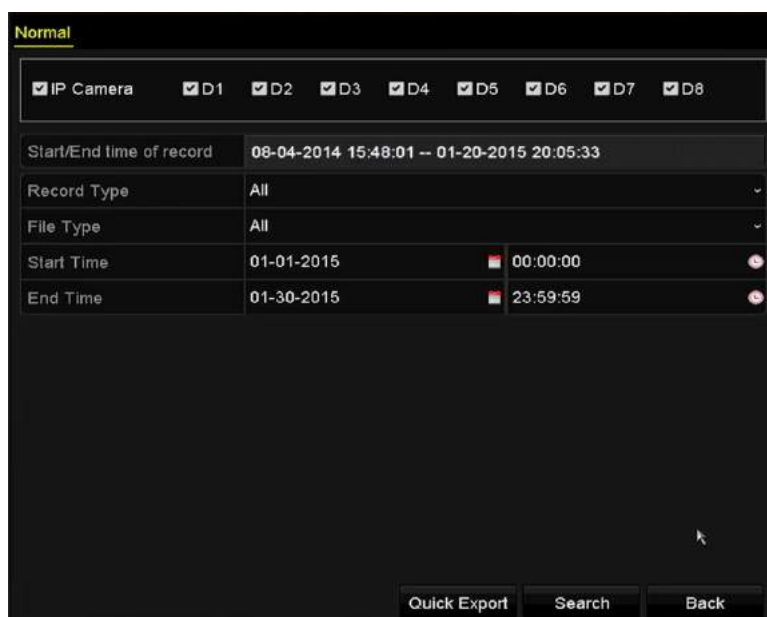 Normal
IP Camera D1 D2 D3 D4 D5 D6 D7 D8
Start/End time of record 08-04-2014 15:48:01 -- 01-20-2015 20:05:33
Record Type All
File Type All
Start Time 01-01-2015 00:00:00
End Time 01-30-2015 23:59:59
Quick Export Search Back